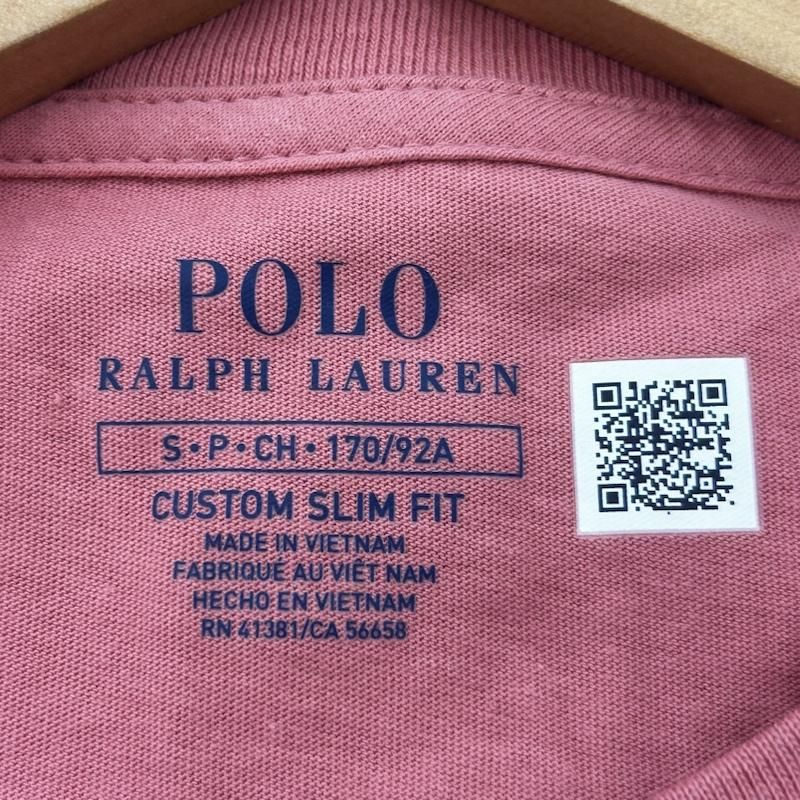 POLO
RALPH LAUREN
S•P•CH•170/92A
CUSTOM SLIM FIT
MADE IN VIETNAM
FABRIQUÉ AU VIÊT NAM
HECHO EN VIETNAM
RN 41381/CA 56658